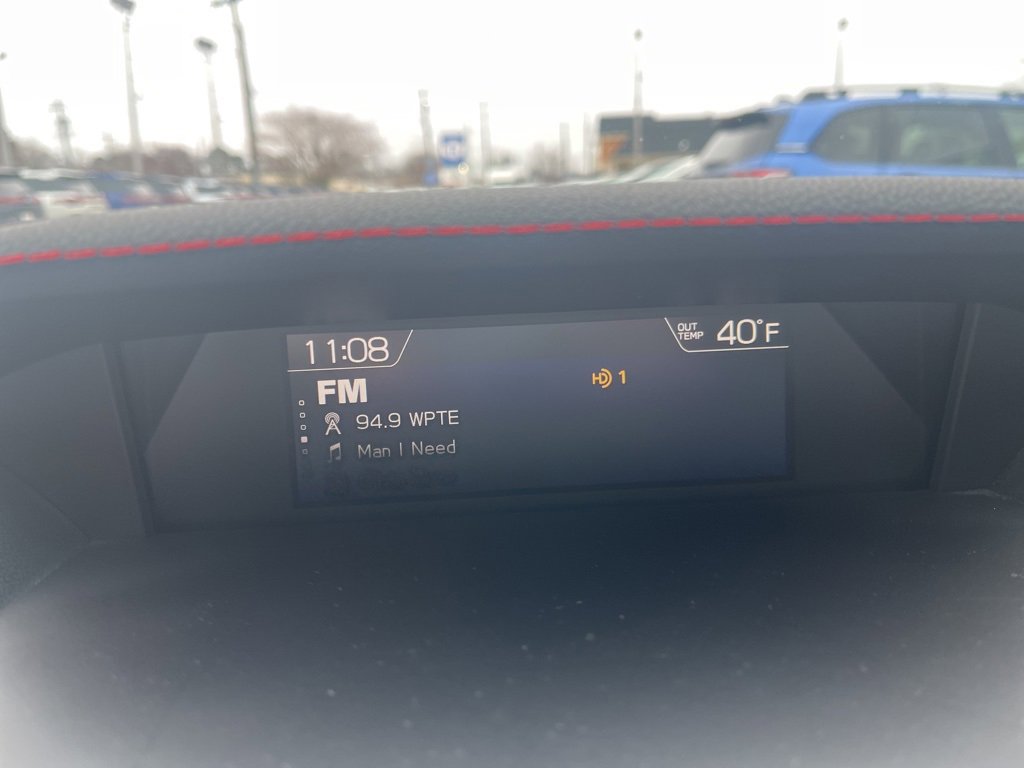 11:08
OUT
TEMP
40°F
FM
HD 1
94.9 WPTE
Man I Need